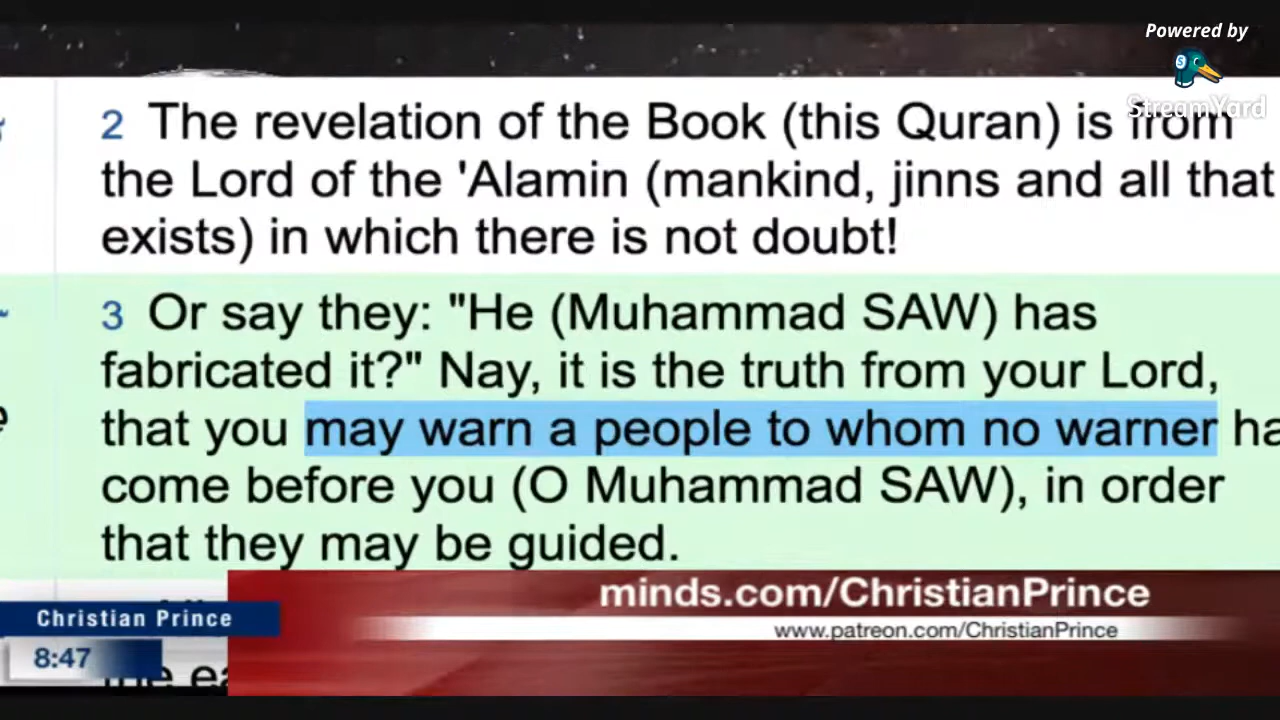 Powered by
StreamYard
2 The revelation of the Book (this Quran) is from
the Lord of the 'Alamin (mankind, jinns and all that
exists) in which there is not doubt!
3 Or say they: "He (Muhammad SAW) has
fabricated it?" Nay, it is the truth from your Lord,
that you may warn a people to whom no warner
come before you (O Muhammad SAW), in order
that they may be guided.
minds.com/ChristianPrince
Christian Prince
www.patreon.com/ChristianPrince
8:47